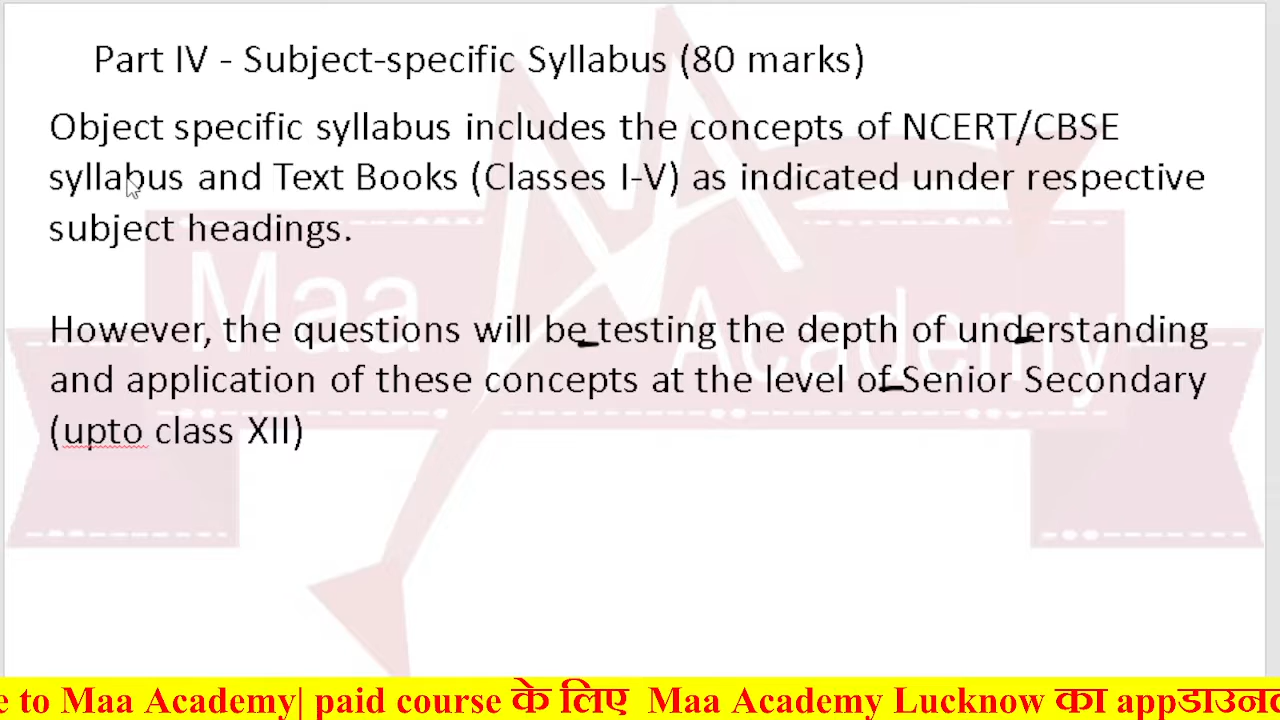 Part IV - Subject-specific Syllabus (80 marks)
Object specific syllabus includes the concepts of NCERT/CBSE
syllabus and Text Books (Classes I-V) as indicated under respective
subject headings.
However, the questions will be testing the depth of understanding
and application of these concepts at the level of Senior Secondary
(upto class XII)
Maa Academy
e to Maa Academy| paid course के लिए Maa Academy Lucknow का appडाउनल